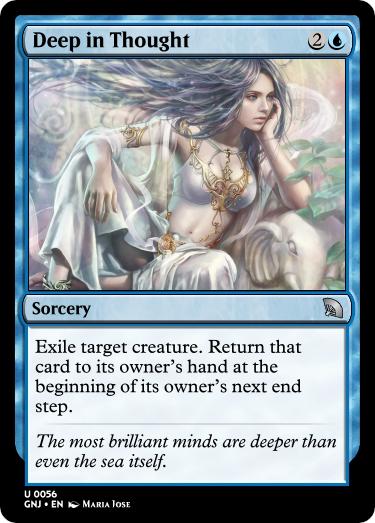 Deep in Thought 2
Sorcery
Exile target creature. Return that
card to its owner's hand at the
beginning of its owner's next end
step.
The most brilliant minds are deeper than
even the sea itself.
U 0056
GNJ • EN Maria Jose